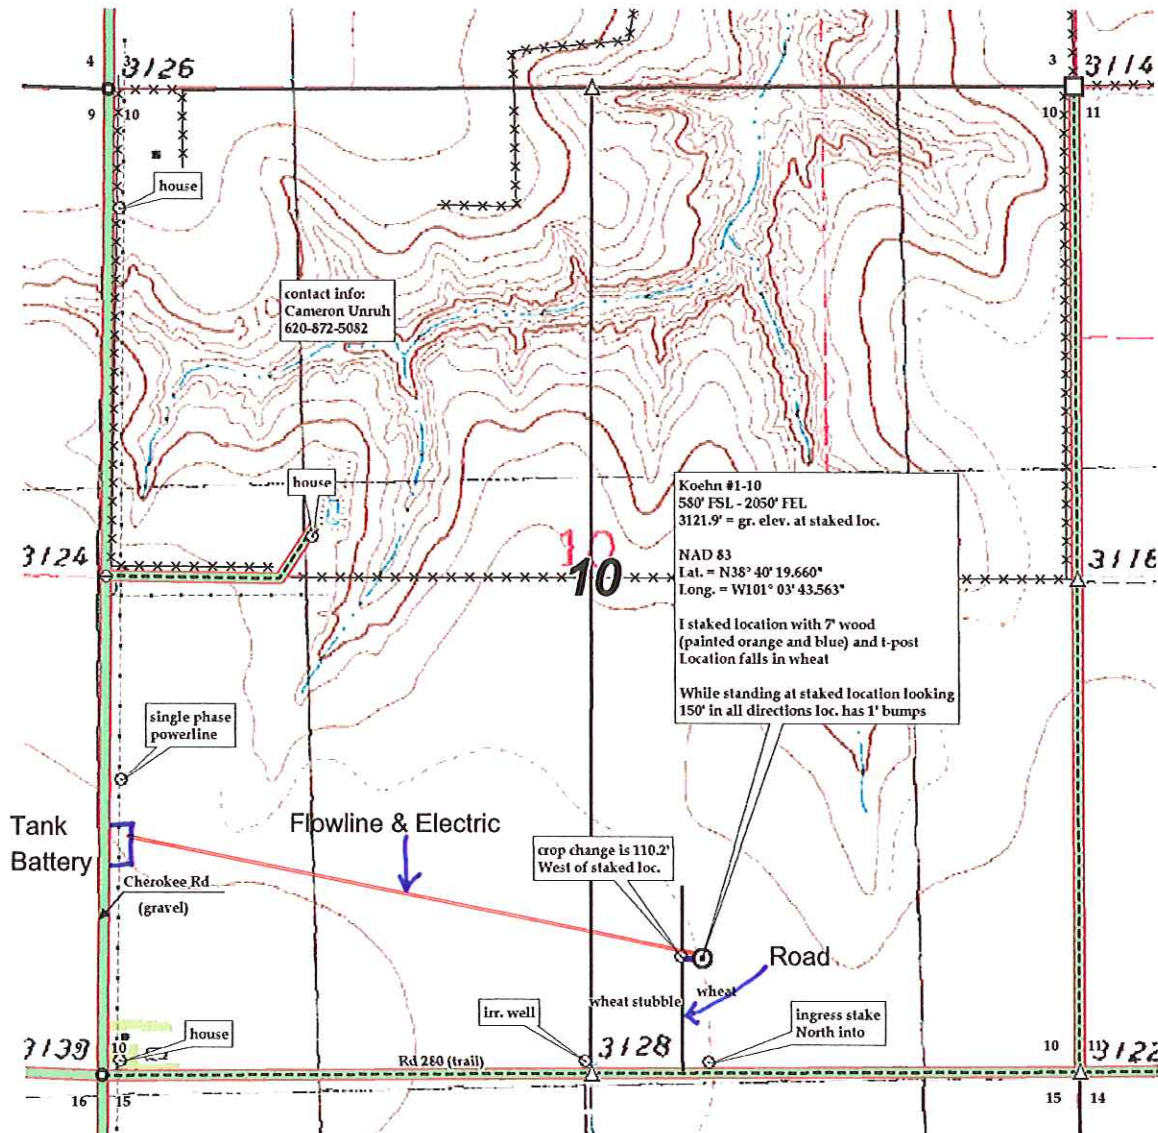 4 3
3126
3 2
3114
9 10
10 11
house
contact info:
Cameron Unruh
620-872-5082
310
house
Koehn #1-10
580' FSL - 2050' FEL
3121.9' = gr. elev. at staked loc.
NAD 83
Lat. = N38° 40' 19.660"
Long. = W101° 03' 43.563"
I staked location with 7' wood
(painted orange and blue) and t-post
Location falls in wheat
While standing at staked location looking
150' in all directions loc. has 1' bumps
3124
10
10
3118
single phase
powerline
Tank
Battery
Flowline & Electric
crop change is 110.2'
West of staked loc.
Cherokee Rd
(gravel)
Road
wheat stubble
wheat
irr. well
ingress stake
North into
house
3139
10
Rd 280 (trail)
3128
10 11
3122
16 15
15 14